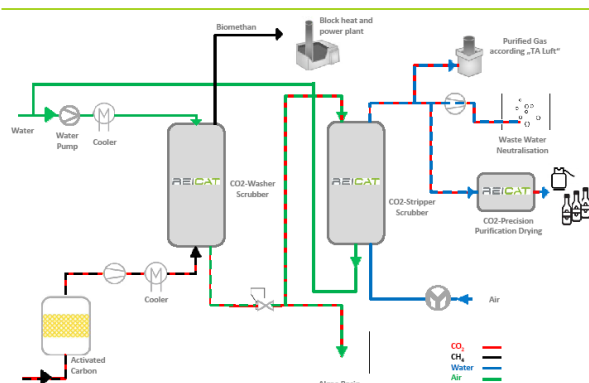 Biomethan
Block heat and
power plant
Purified Gas
according „TA Luft"
Water
Water
Pump
Cooler
Waste Water
Neutralisation
REICAT
CO2-Washer
Scrubber
REICAT
CO2-Stripper
Scrubber
REICAT
CO2-Precision
Purification Drying
Cooler
Air
Activated
Carbon
CO2
CH4
Water
Air